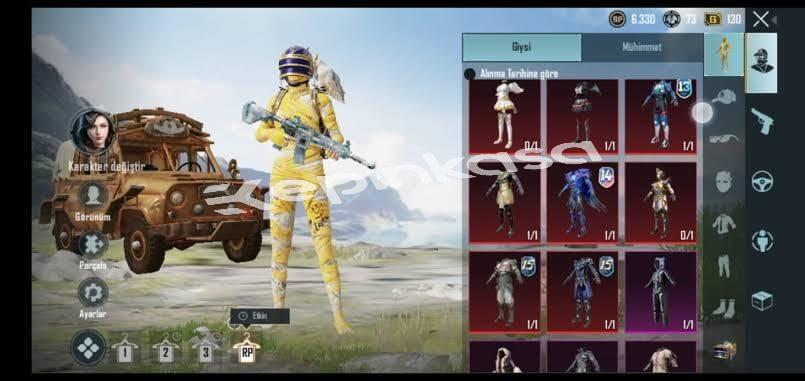 6.330 73 130
Giysi Mühimmat
Alınma Tarihine göre
13
0/1 1/1 1/1
Karakter değiştir
epinkasa
14
Görünüm
1/1 1/1 0/1
Parçala
15 15
Ayarlar
1/1 1/1 1/1
Etkin
1 2 3 RP